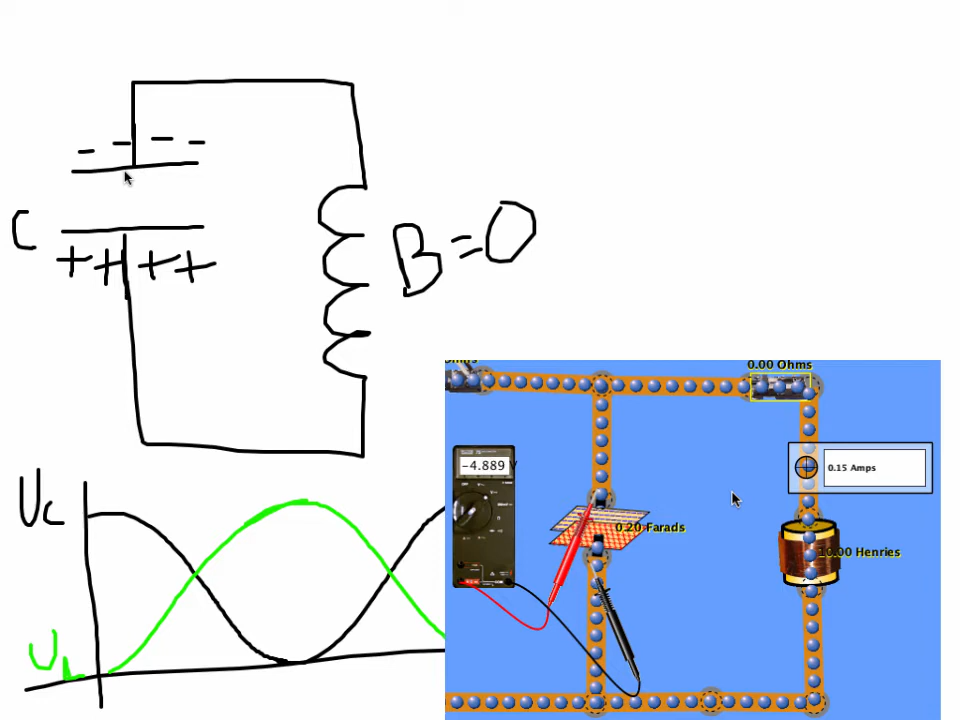 - - - -
C
+ + + +
B=0
UC
UL
0.00 Ohms
-4.889 V
0.15 Amps
0.20 Farads
10.00 Henries